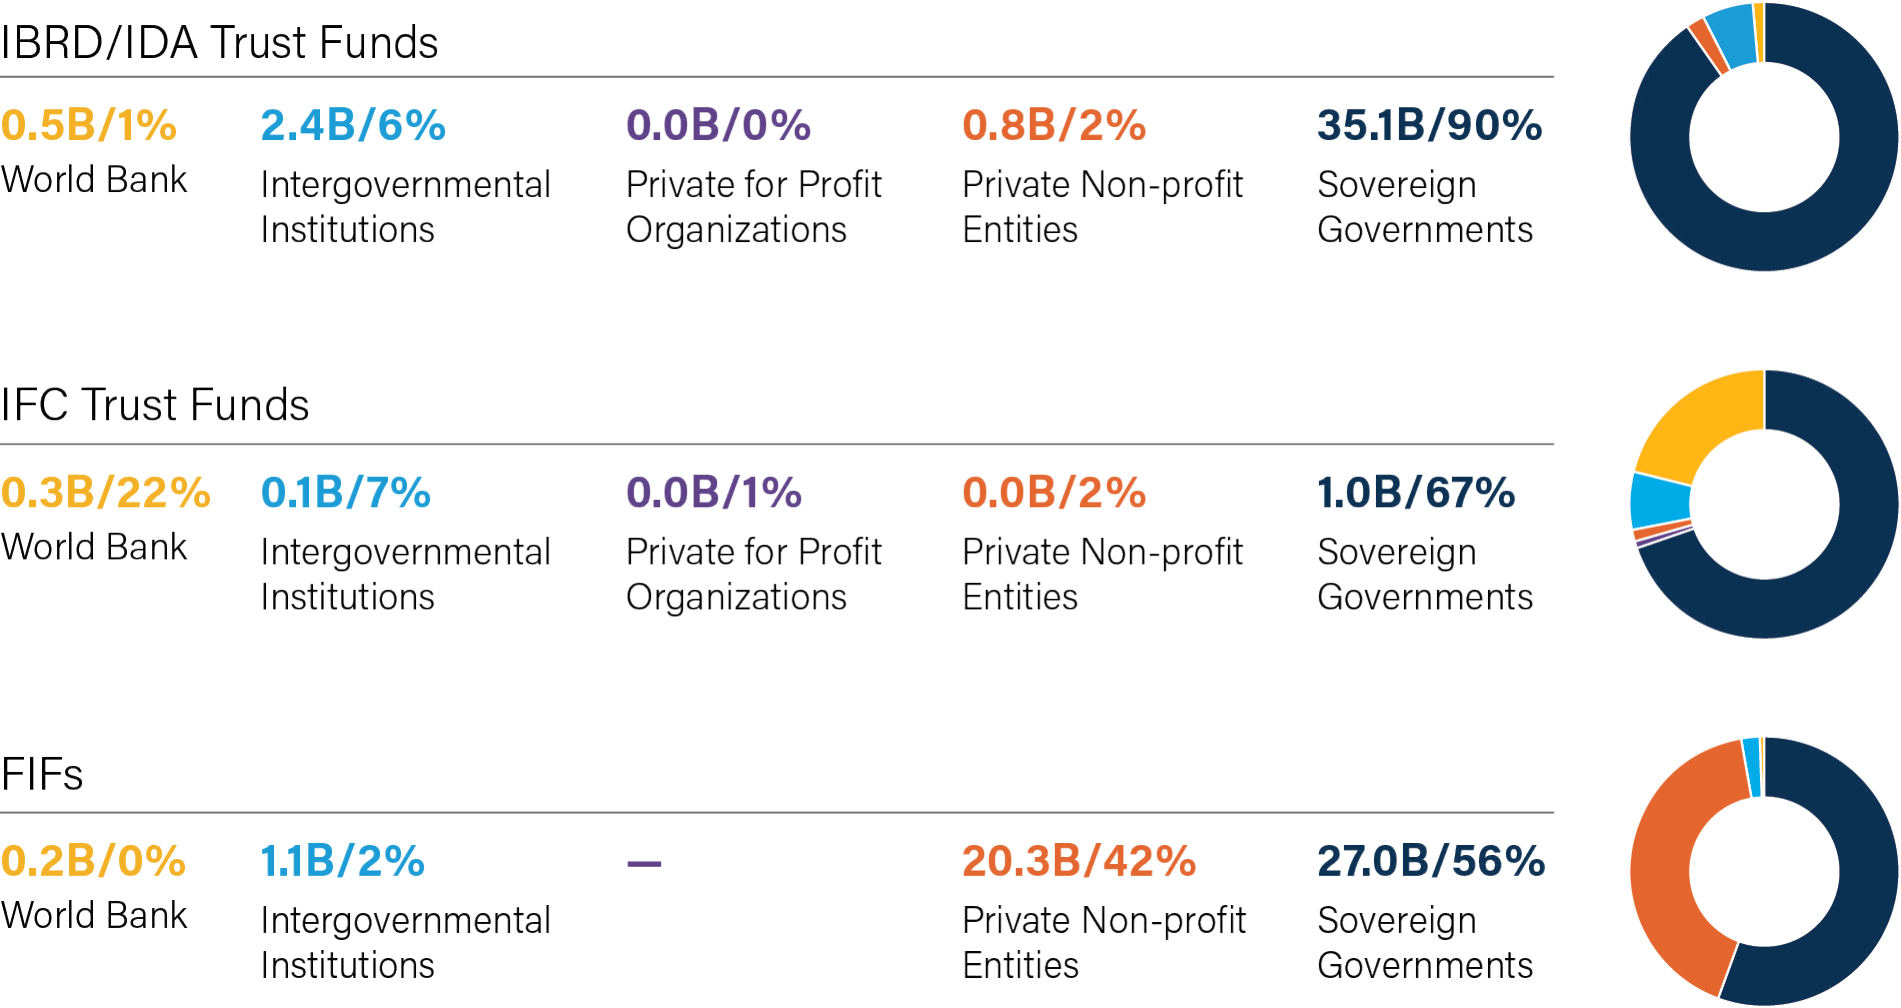 IBRD/IDA Trust Funds
0.5B/1%
World Bank
2.4B/6%
Intergovernmental
Institutions
0.0B/0%
Private for Profit
Organizations
0.8B/2%
Private Non-profit
Entities
35.1B/90%
Sovereign
Governments
IFC Trust Funds
0.3B/22%
World Bank
0.1B/7%
Intergovernmental
Institutions
0.0B/1%
Private for Profit
Organizations
0.0B/2%
Private Non-profit
Entities
1.0B/67%
Sovereign
Governments
FIFs
0.2B/0%
World Bank
1.1B/2%
Intergovernmental
Institutions
—
20.3B/42%
Private Non-profit
Entities
27.0B/56%
Sovereign
Governments